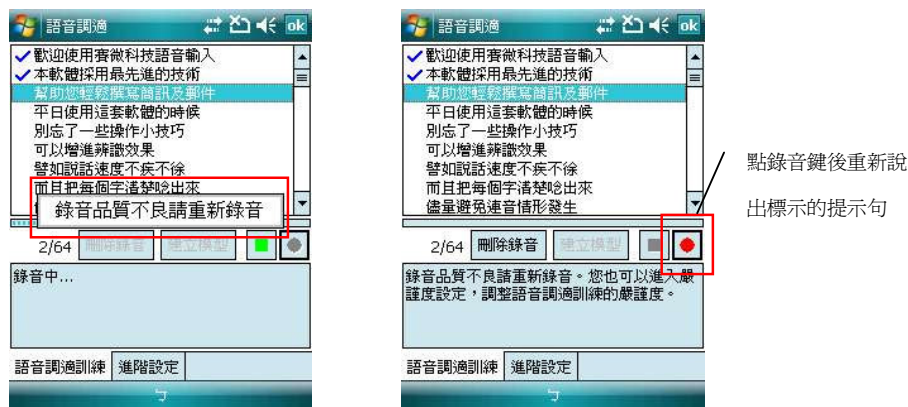 語音調適
ok
歡迎使用賽微科技語音輸入
本軟體採用最先進的技術
幫助您輕鬆撰寫簡訊及郵件
平日使用這套軟體的時候
別忘了一些操作小技巧
可以增進辨識效果
譬如說話速度不疾不徐
而且把每個字清楚唸出來
錄音品質不良請重新錄音
2/64 刪除錄音 建立模型
錄音中...
語音調適訓練 進階設定
ㄅ
語音調適
ok
歡迎使用賽微科技語音輸入
本軟體採用最先進的技術
幫助您輕鬆撰寫簡訊及郵件
平日使用這套軟體的時候
別忘了一些操作小技巧
可以增進辨識效果
譬如說話速度不疾不徐
而且把每個字清楚唸出來
儘量避免連音情形發生
2/64 刪除錄音 建立模型
錄音品質不良請重新錄音。您也可以進入嚴
謹度設定，調整語音調適訓練的嚴謹度。
語音調適訓練 進階設定
ㄅ
點錄音鍵後重新說
出標示的提示句